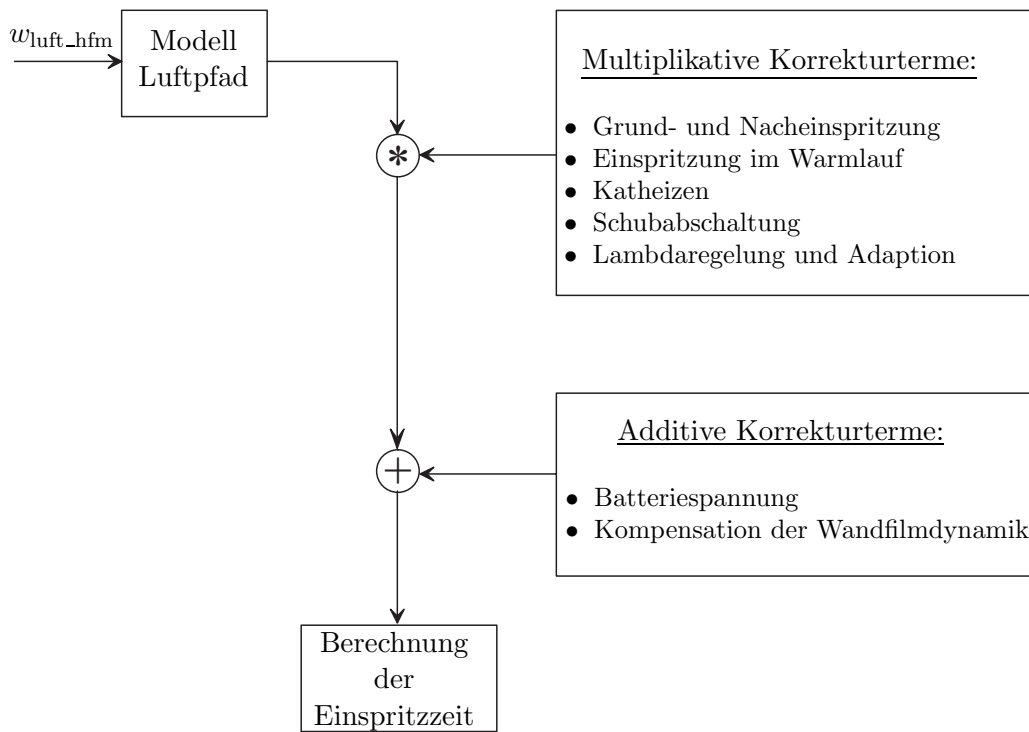 w_luft_hfm
Modell
Luftpfad
*
Multiplikative Korrekturterme:
• Grund- und Nacheinspritzung
• Einspritzung im Warmlauf
• Katheizen
• Schubabschaltung
• Lambdaregelung und Adaption
+
Additive Korrekturterme:
• Batteriespannung
• Kompensation der Wandfilmdynamik
Berechnung
der
Einspritzzeit